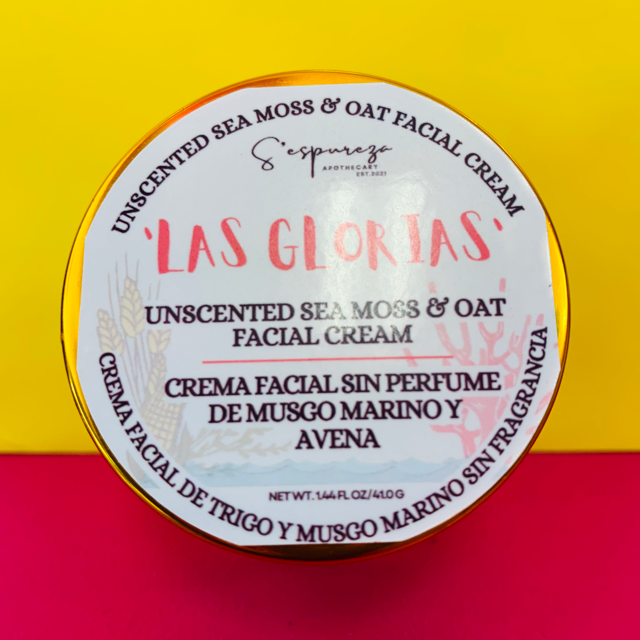 UNSCENTED SEA MOSS & OAT FACIAL CREAM
S'espureza
APOTHECARY
EST.2021
'LAS GLORIAS'
UNSCENTED SEA MOSS & OAT
FACIAL CREAM
CREMA FACIAL SIN PERFUME
DE MUSGO MARINO Y
AVENA
NET WT. 1.44 FL OZ/41.0 G
CREMA FACIAL DE TRIGO Y MUSGO MARINO SIN FRAGRANCIA